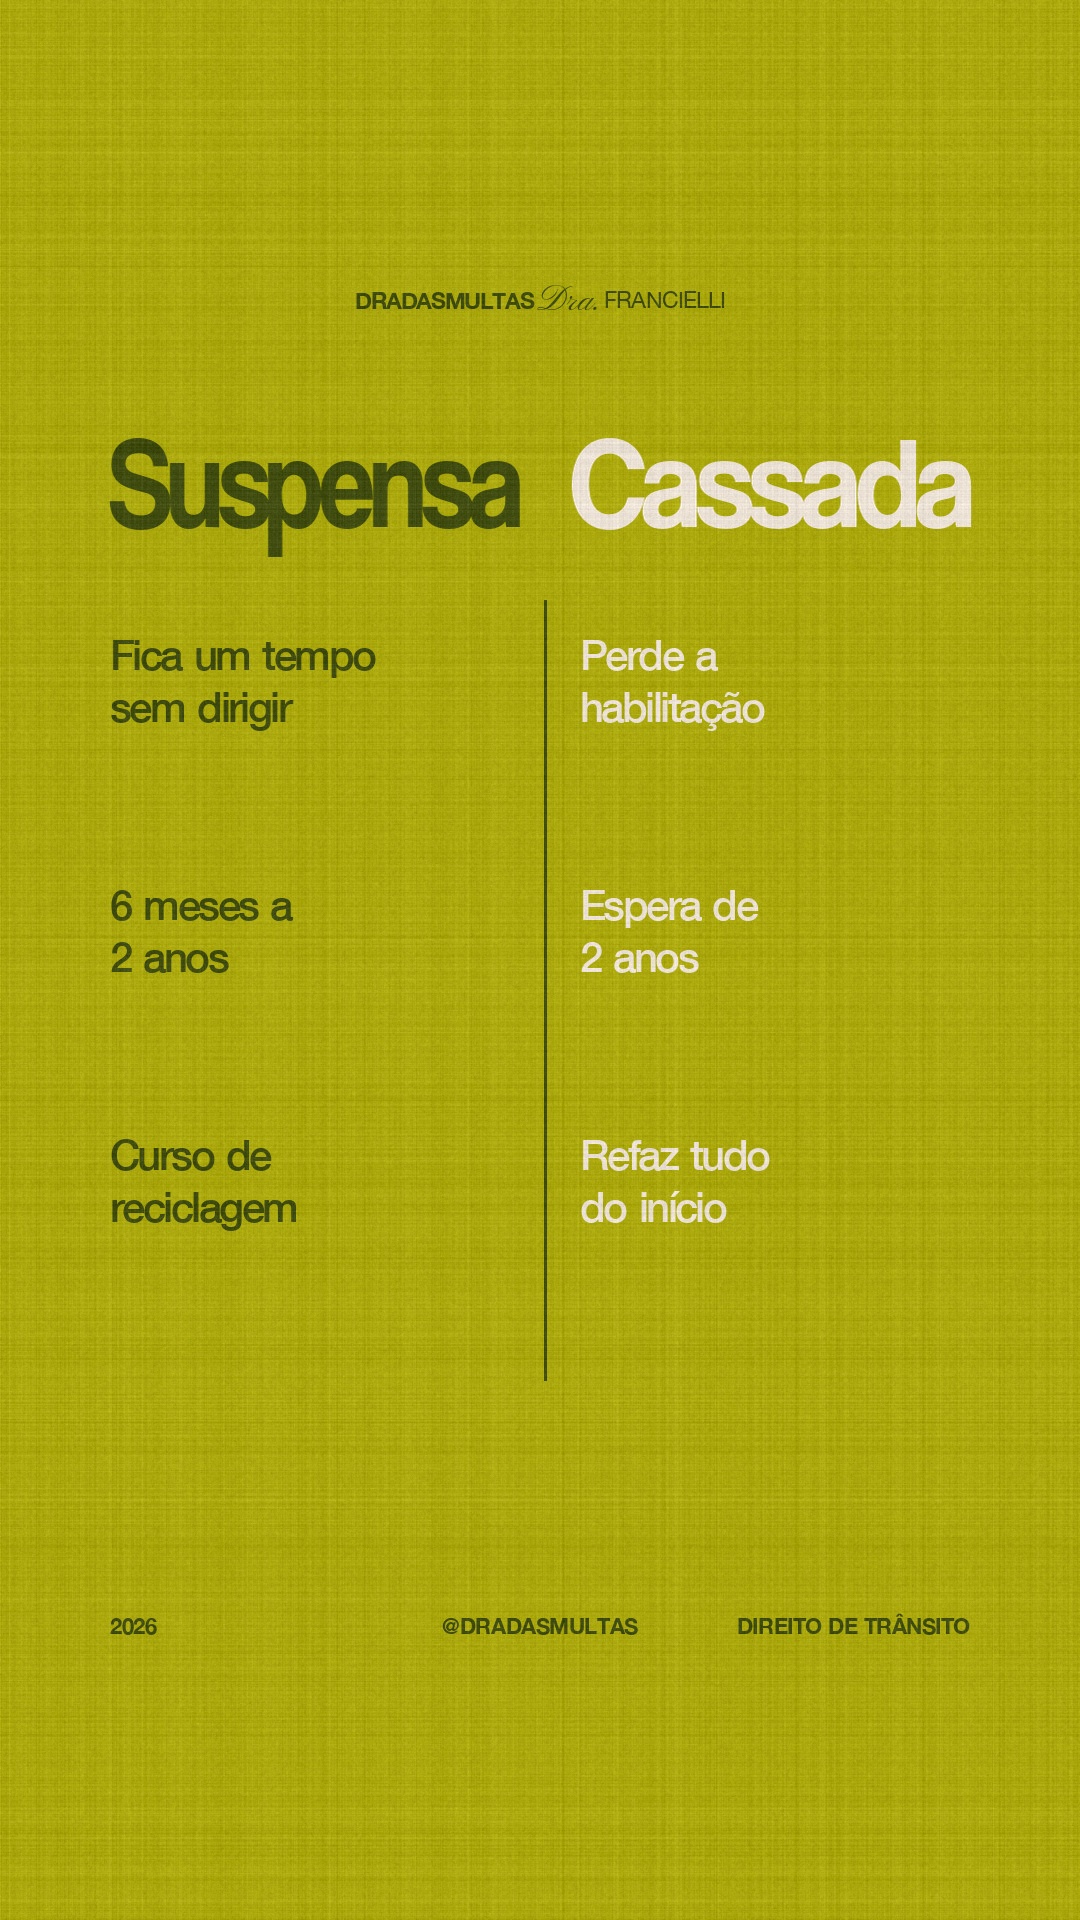 DRADASMULTAS Dra. FRANCIELLI
Suspensa
Fica um tempo
sem dirigir
6 meses a
2 anos
Curso de
reciclagem
Cassada
Perde a
habilitação
Espera de
2 anos
Refaz tudo
do início
2026
@DRADASMULTAS
DIREITO DE TRÂNSITO